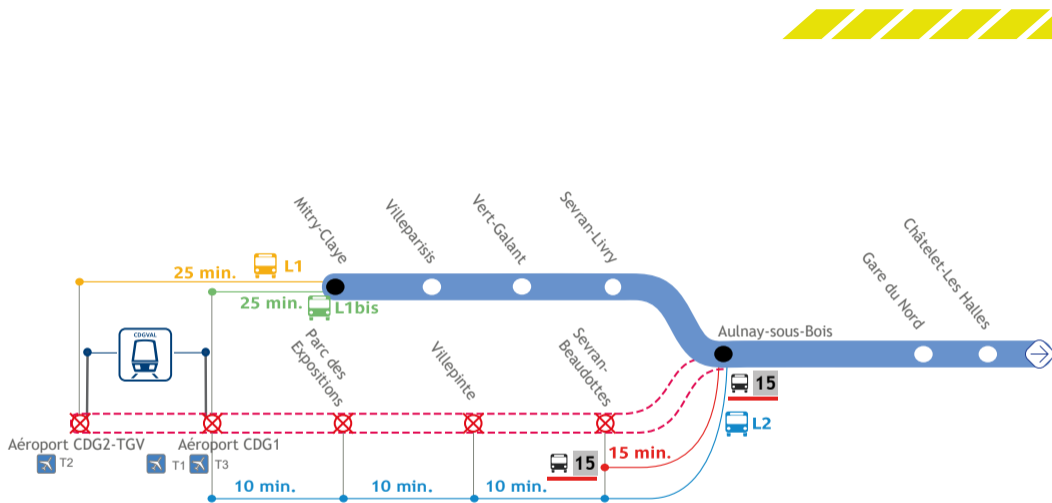 Mitry-Claye
Villeparisis
Vert-Galant
Sevran-Livry
Châtelet-Les Halles
Gare du Nord
25 min.
L1
25 min.
L1bis
CDGVAL
Parc des
Expositions
Villepinte
Sevran-
Beaudottes
Aulnay-sous-Bois
15
L2
Aéroport CDG2-TGV
T2
Aéroport CDG1
T1
T3
15
15 min.
10 min.
10 min.
10 min.